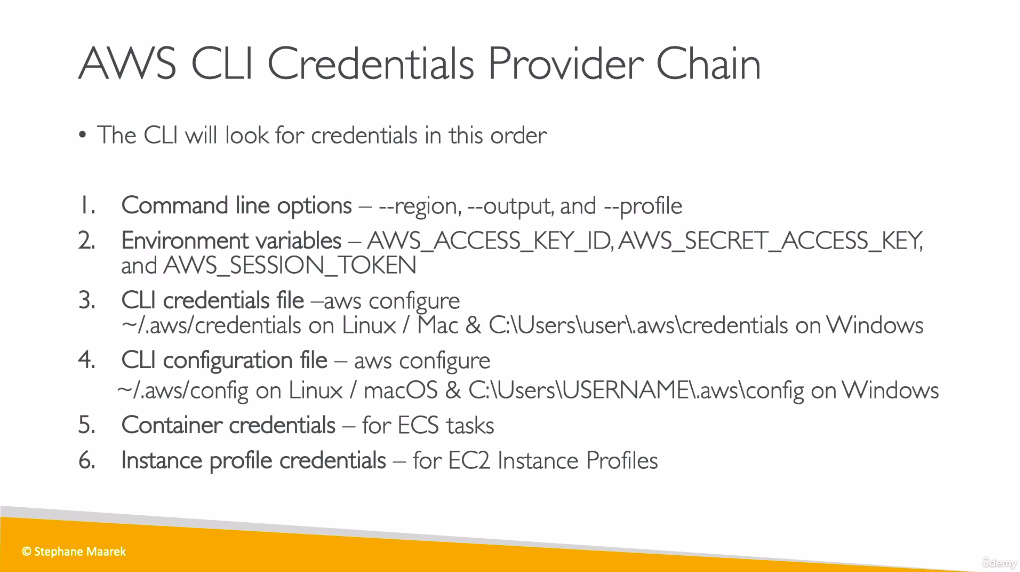 AWS CLI Credentials Provider Chain
• The CLI will look for credentials in this order
1. Command line options – --region, --output, and --profile
2. Environment variables – AWS_ACCESS_KEY_ID, AWS_SECRET_ACCESS_KEY,
and AWS_SESSION_TOKEN
3. CLI credentials file –aws configure
~/.aws/credentials on Linux / Mac & C:\Users\user\.aws\credentials on Windows
4. CLI configuration file – aws configure
~/.aws/config on Linux / macOS & C:\Users\USERNAME\.aws\config on Windows
5. Container credentials – for ECS tasks
6. Instance profile credentials – for EC2 Instance Profiles
© Stephane Maarek
ûdemy